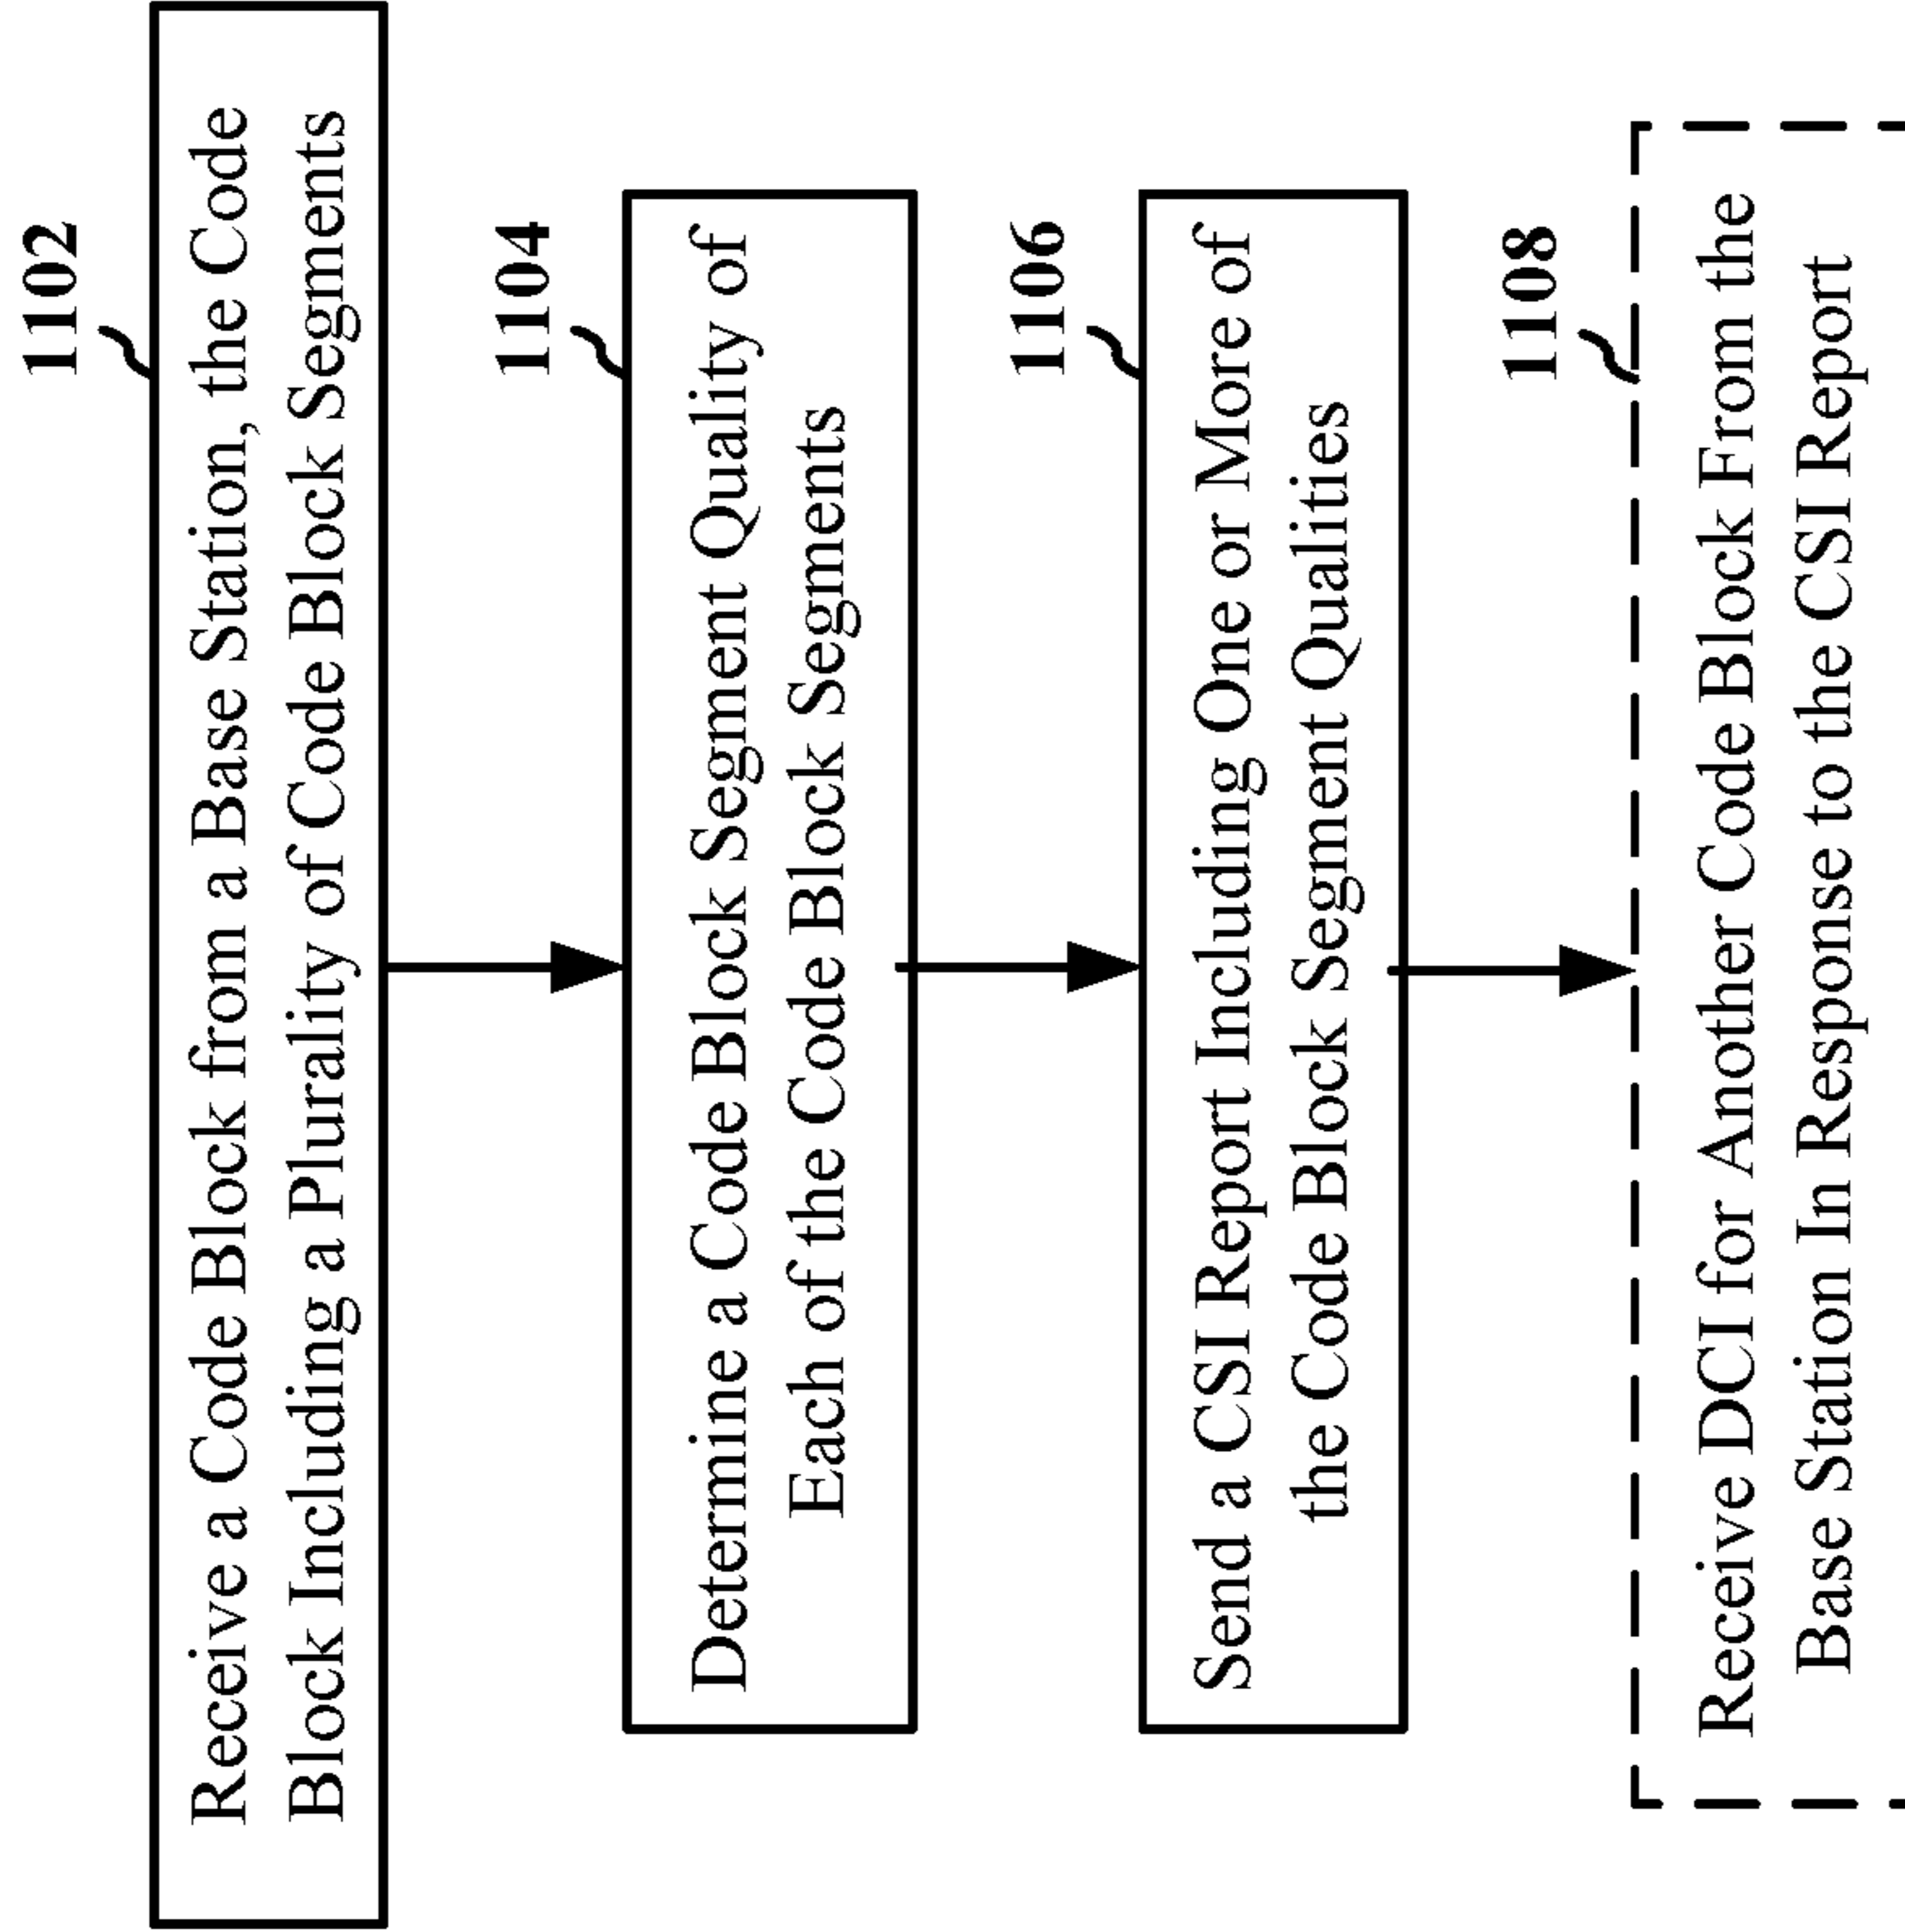 1102
Receive a Code Block from a Base Station, the Code
Block Including a Plurality of Code Block Segments
1104
Determine a Code Block Segment Quality of
Each of the Code Block Segments
1106
Send a CSI Report Including One or More of
the Code Block Segment Qualities
1108
Receive DCI for Another Code Block From the
Base Station In Response to the CSI Report